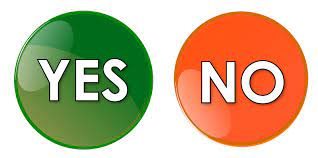 YES NO